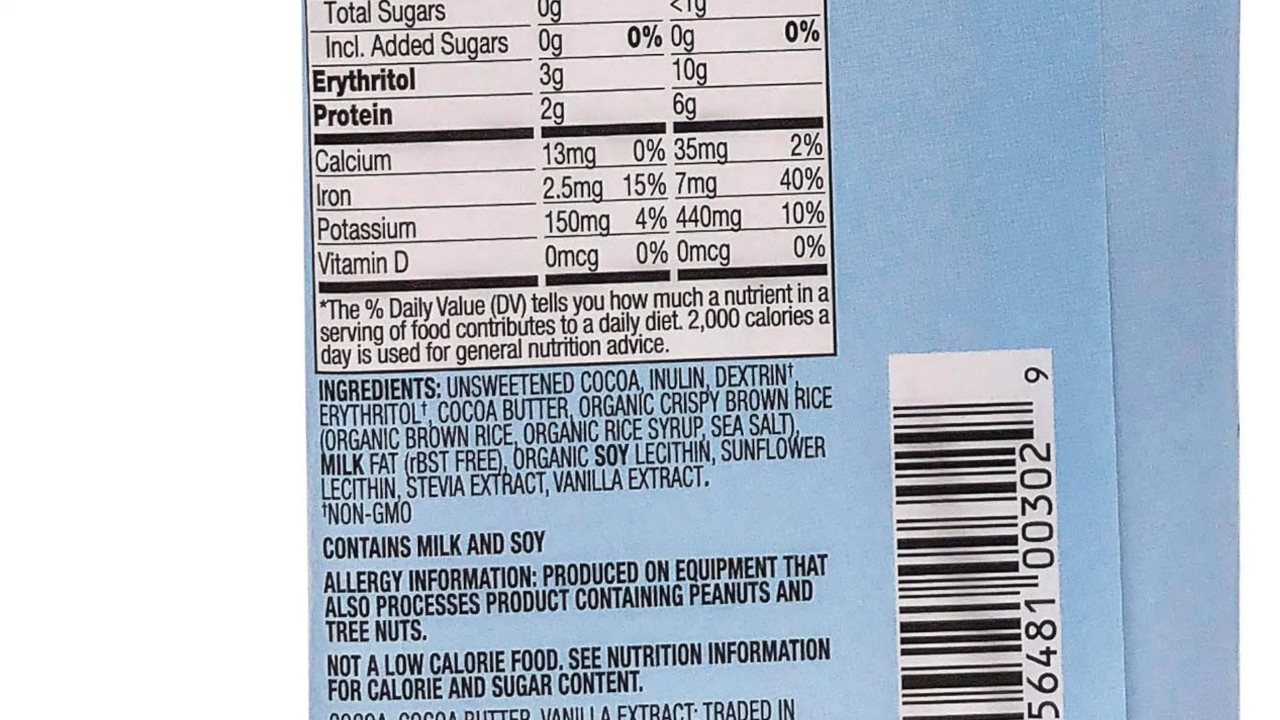 Total Sugars 0g <1g
Incl. Added Sugars 0g 0% 0g 0%
Erythritol 3g 10g
Protein 2g 6g
Calcium 13mg 0% 35mg 2%
Iron 2.5mg 15% 7mg 40%
Potassium 150mg 4% 440mg 10%
Vitamin D 0mcg 0% 0mcg 0%
*The % Daily Value (DV) tells you how much a nutrient in a
serving of food contributes to a daily diet. 2,000 calories a
day is used for general nutrition advice.
INGREDIENTS: UNSWEETENED COCOA, INULIN, DEXTRIN†,
ERYTHRITOL†, COCOA BUTTER, ORGANIC CRISPY BROWN RICE
(ORGANIC BROWN RICE, ORGANIC RICE SYRUP, SEA SALT),
MILK FAT (rBST FREE), ORGANIC SOY LECITHIN, SUNFLOWER
LECITHIN, STEVIA EXTRACT, VANILLA EXTRACT.
†NON-GMO
CONTAINS MILK AND SOY
ALLERGY INFORMATION: PRODUCED ON EQUIPMENT THAT
ALSO PROCESSES PRODUCT CONTAINING PEANUTS AND
TREE NUTS.
NOT A LOW CALORIE FOOD. SEE NUTRITION INFORMATION
FOR CALORIE AND SUGAR CONTENT.
COCOA, COCOA BUTTER, VANILLA EXTRACT: TRADED IN
56481 00302 9